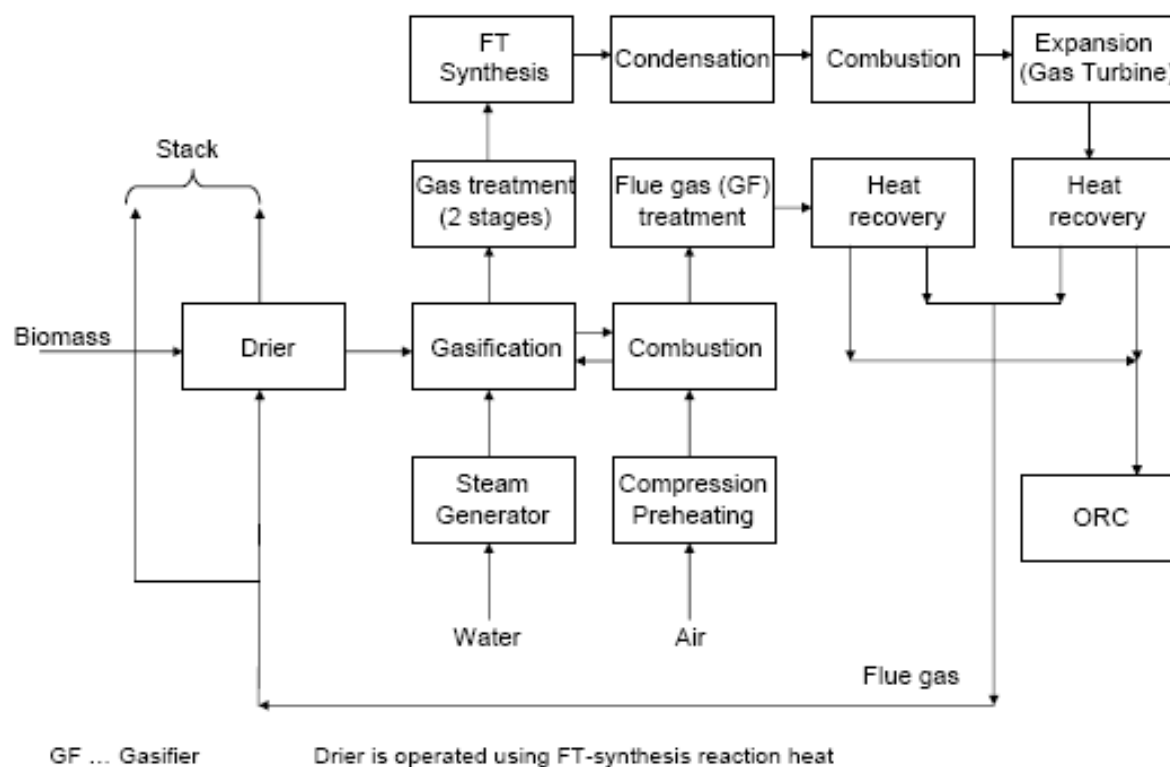 FT
Synthesis
Condensation
Combustion
Expansion
(Gas Turbine)
Stack
Gas treatment
(2 stages)
Flue gas (GF)
treatment
Heat
recovery
Heat
recovery
Biomass
Drier
Gasification
Combustion
Steam
Generator
Compression
Preheating
ORC
Water
Air
Flue gas
GF ... Gasifier
Drier is operated using FT-synthesis reaction heat